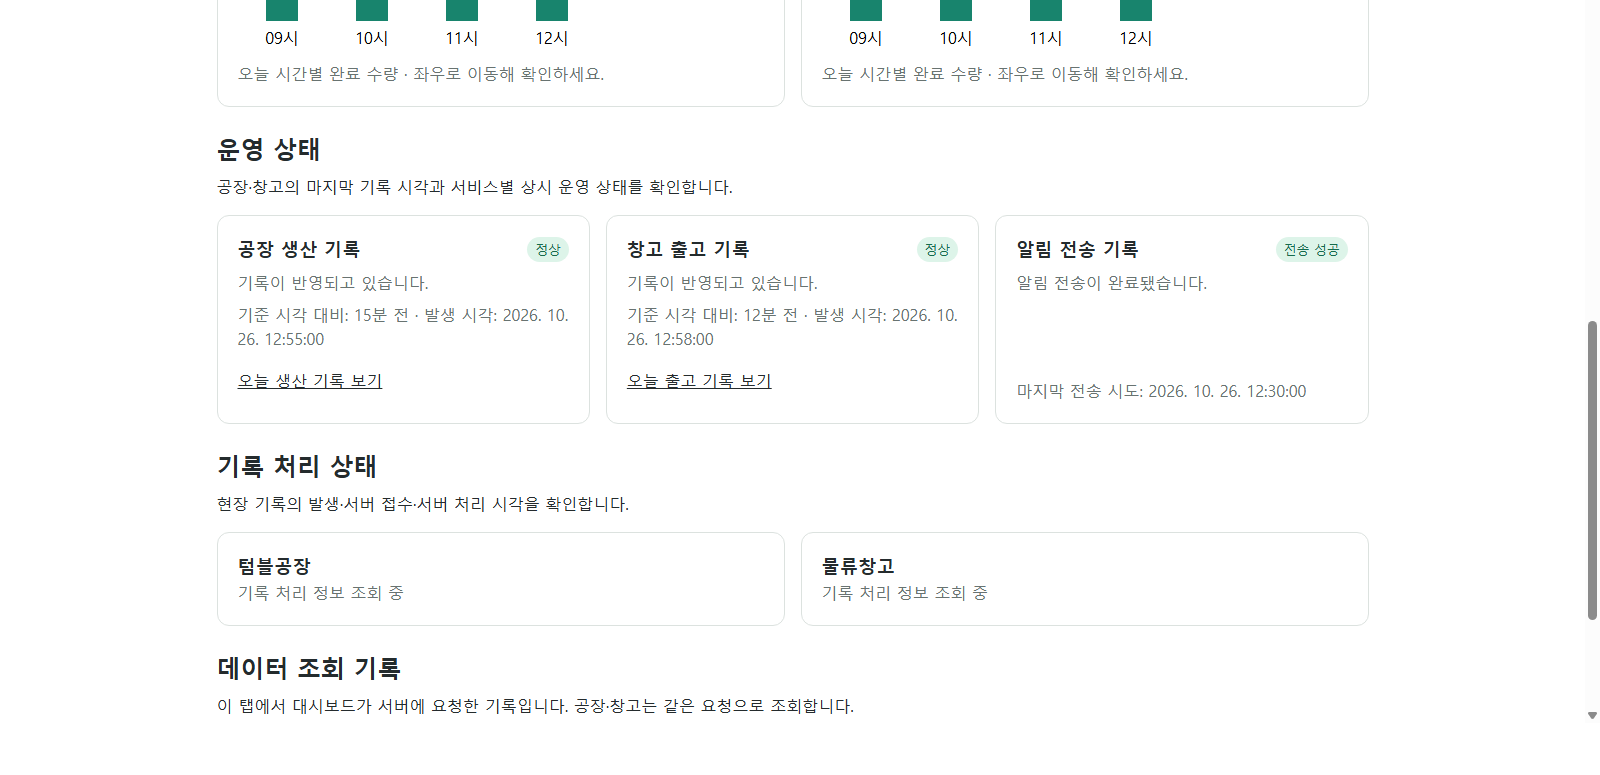 09시 10시 11시 12시
오늘 시간별 완료 수량 · 좌우로 이동해 확인하세요.
09시 10시 11시 12시
오늘 시간별 완료 수량 · 좌우로 이동해 확인하세요.
운영 상태
공장·창고의 마지막 기록 시각과 서비스별 상시 운영 상태를 확인합니다.
공장 생산 기록 정상
기록이 반영되고 있습니다.
기준 시각 대비: 15분 전 · 발생 시각: 2026. 10.
26. 12:55:00
오늘 생산 기록 보기
창고 출고 기록 정상
기록이 반영되고 있습니다.
기준 시각 대비: 12분 전 · 발생 시각: 2026. 10.
26. 12:58:00
오늘 출고 기록 보기
알림 전송 기록 전송 성공
알림 전송이 완료됐습니다.
마지막 전송 시도: 2026. 10. 26. 12:30:00
기록 처리 상태
현장 기록의 발생·서버 접수·서버 처리 시각을 확인합니다.
텀블공장
기록 처리 정보 조회 중
물류창고
기록 처리 정보 조회 중
데이터 조회 기록
이 탭에서 대시보드가 서버에 요청한 기록입니다. 공장·창고는 같은 요청으로 조회합니다.